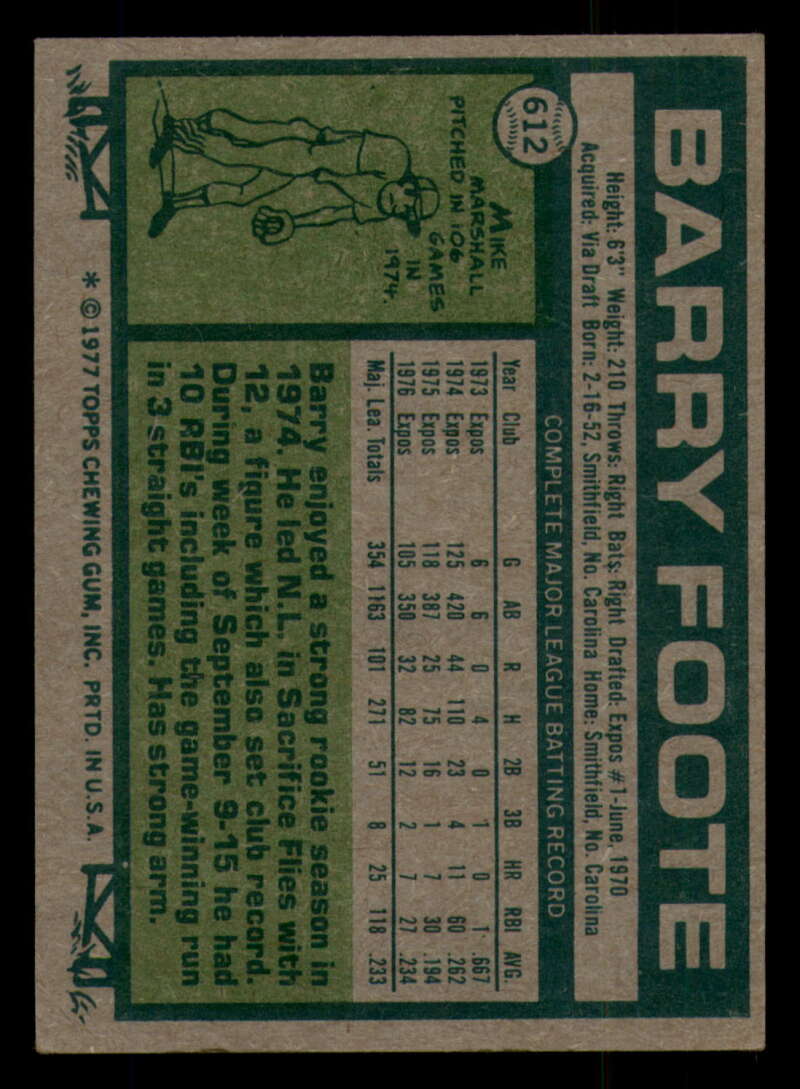 612
BARRY FOOTE
Height: 6'3" Weight: 210 Throws: Right Bats: Right Drafted: Expos #1-June, 1970
Acquired: Via Draft Born: 2-16-52, Smithfield, No. Carolina Home: Smithfield, No. Carolina
MIKE
MARSHALL
PITCHED IN 106
GAMES
IN
1974.
COMPLETE MAJOR LEAGUE BATTING RECORD
Year Club G AB R H 2B 3B HR RBI AVG.
1973 Expos 6 6 0 4 0 1 0 1 .667
1974 Expos 125 420 44 110 23 4 11 60 .262
1975 Expos 118 387 25 75 16 1 7 30 .194
1976 Expos 105 350 32 82 12 2 7 27 .234
Maj. Lea. Totals 354 1163 101 271 51 8 25 118 .233
Barry enjoyed a strong rookie season in
1974. He led N.L. in Sacrifice Flies with
12, a figure which also set club record.
During week of September 9-15 he had
10 RBI's including the game-winning run
in 3 straight games. Has strong arm.
* ©1977 TOPPS CHEWING GUM, INC. PRTD. IN U.S.A.